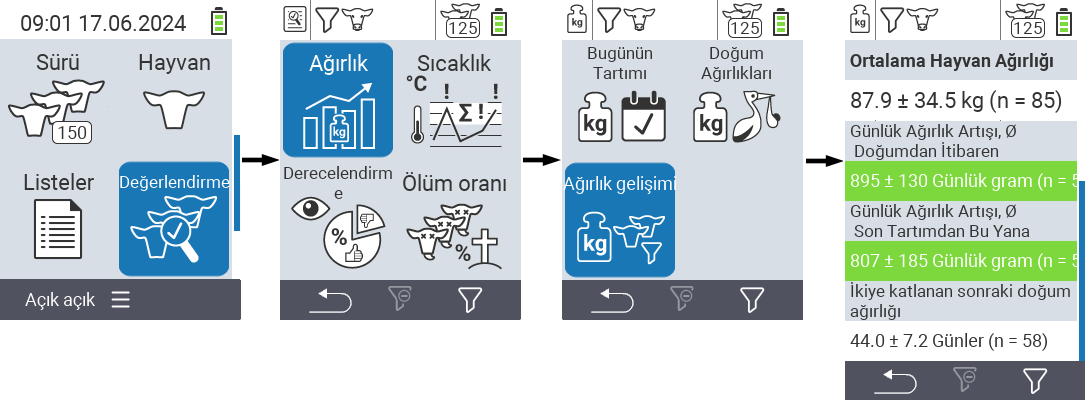 09:01 17.06.2024
Sürü
Hayvan
150
Listeler
Değerlendirme
Açık açık
125
Ağırlık
Sıcaklık
kg
°C
! !
Σ !
Derecelendirm
e
Ölüm oranı
%
%
kg
125
Bugünün
Tartımı
Doğum
Ağırlıkları
kg
kg
Ağırlık gelişimi
kg
kg
125
Ortalama Hayvan Ağırlığı
87.9 ± 34.5 kg (n = 85)
Günlük Ağırlık Artışı, Ø
Doğumdan İtibaren
895 ± 130 Günlük gram (n = 5
Günlük Ağırlık Artışı, Ø
Son Tartımdan Bu Yana
807 ± 185 Günlük gram (n = 5
İkiye katlanan sonraki doğum
ağırlığı
44.0 ± 7.2 Günler (n = 58)